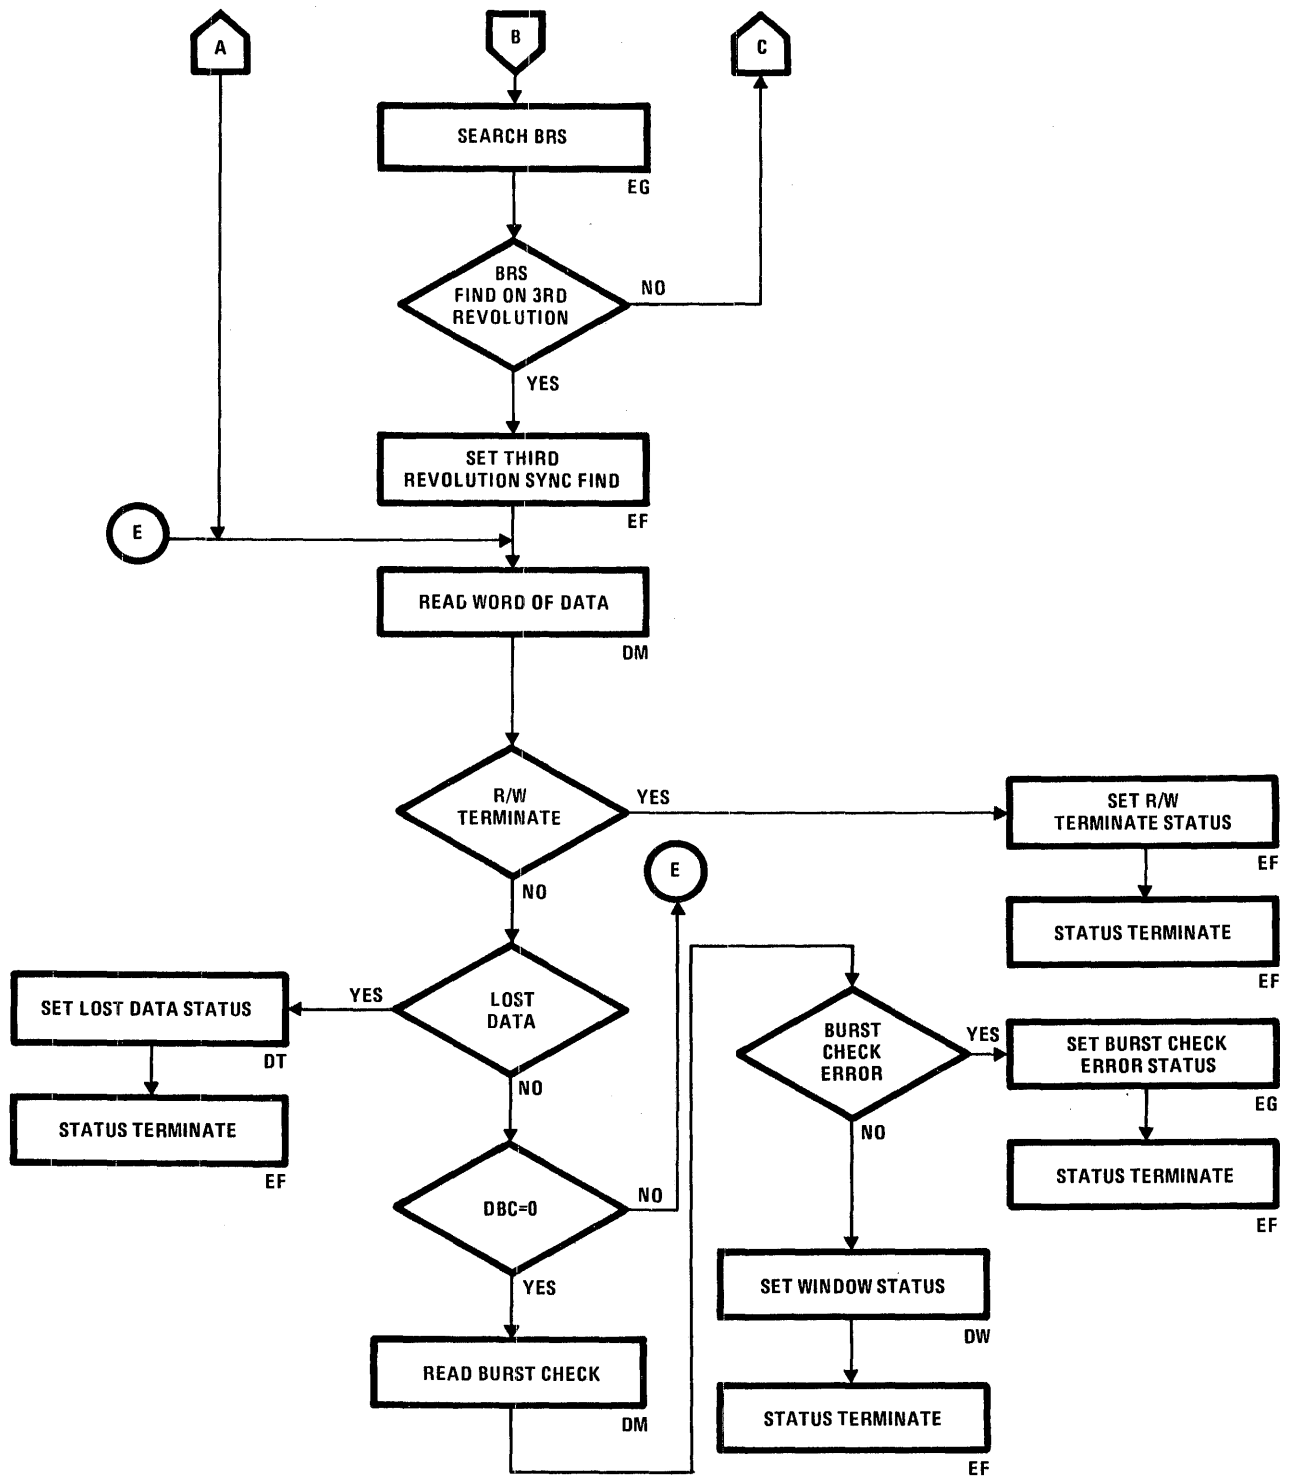 A
B
C
SEARCH BRS
EG
BRS
FIND ON 3RD
REVOLUTION
NO
YES
SET THIRD
REVOLUTION SYNC FIND
EF
E
READ WORD OF DATA
DM
R/W
TERMINATE
YES
SET R/W
TERMINATE STATUS
EF
NO
E
STATUS TERMINATE
EF
LOST
DATA
YES
SET LOST DATA STATUS
DT
STATUS TERMINATE
EF
NO
BURST
CHECK
ERROR
YES
SET BURST CHECK
ERROR STATUS
EG
STATUS TERMINATE
EF
NO
DBC=0
NO
YES
SET WINDOW STATUS
DW
READ BURST CHECK
DM
STATUS TERMINATE
EF